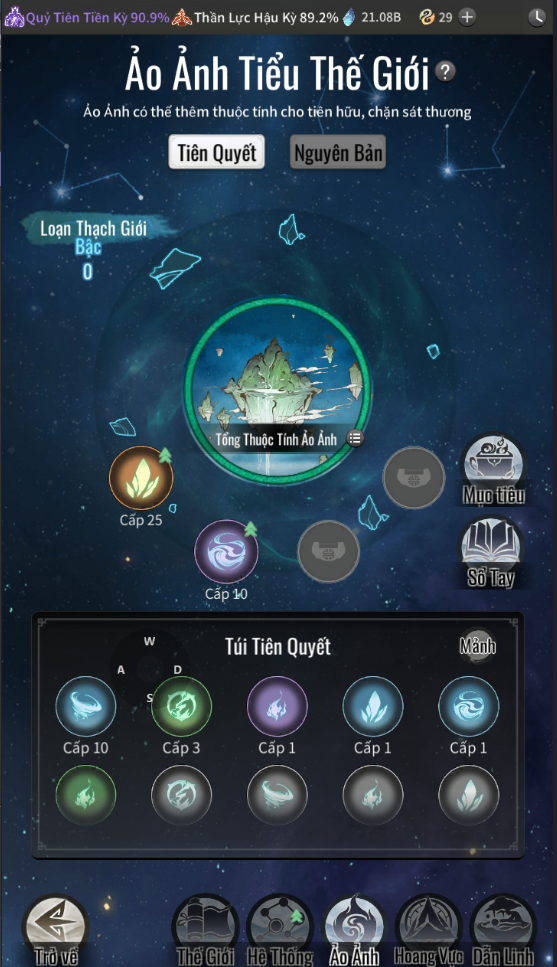 Quỷ Tiên Tiền Kỳ 90.9% Thần Lực Hậu Kỳ 89.2% 21.08B 29
Ảo Ảnh Tiểu Thế Giới ?
Ảo Ảnh có thể thêm thuộc tính cho tiên hữu, chặn sát thương
Tiên Quyết Nguyên Bản
Loạn Thạch Giới
Bậc
0
Tổng Thuộc Tính Ảo Ảnh
Cấp 25
Mục tiêu
Cấp 10
Sổ Tay
Túi Tiên Quyết
Mảnh
W
A D
S
Cấp 10 Cấp 3 Cấp 1 Cấp 1 Cấp 1
Trở về Thế Giới Hệ Thống Ảo Ảnh Hoang Vực Dẫn Linh